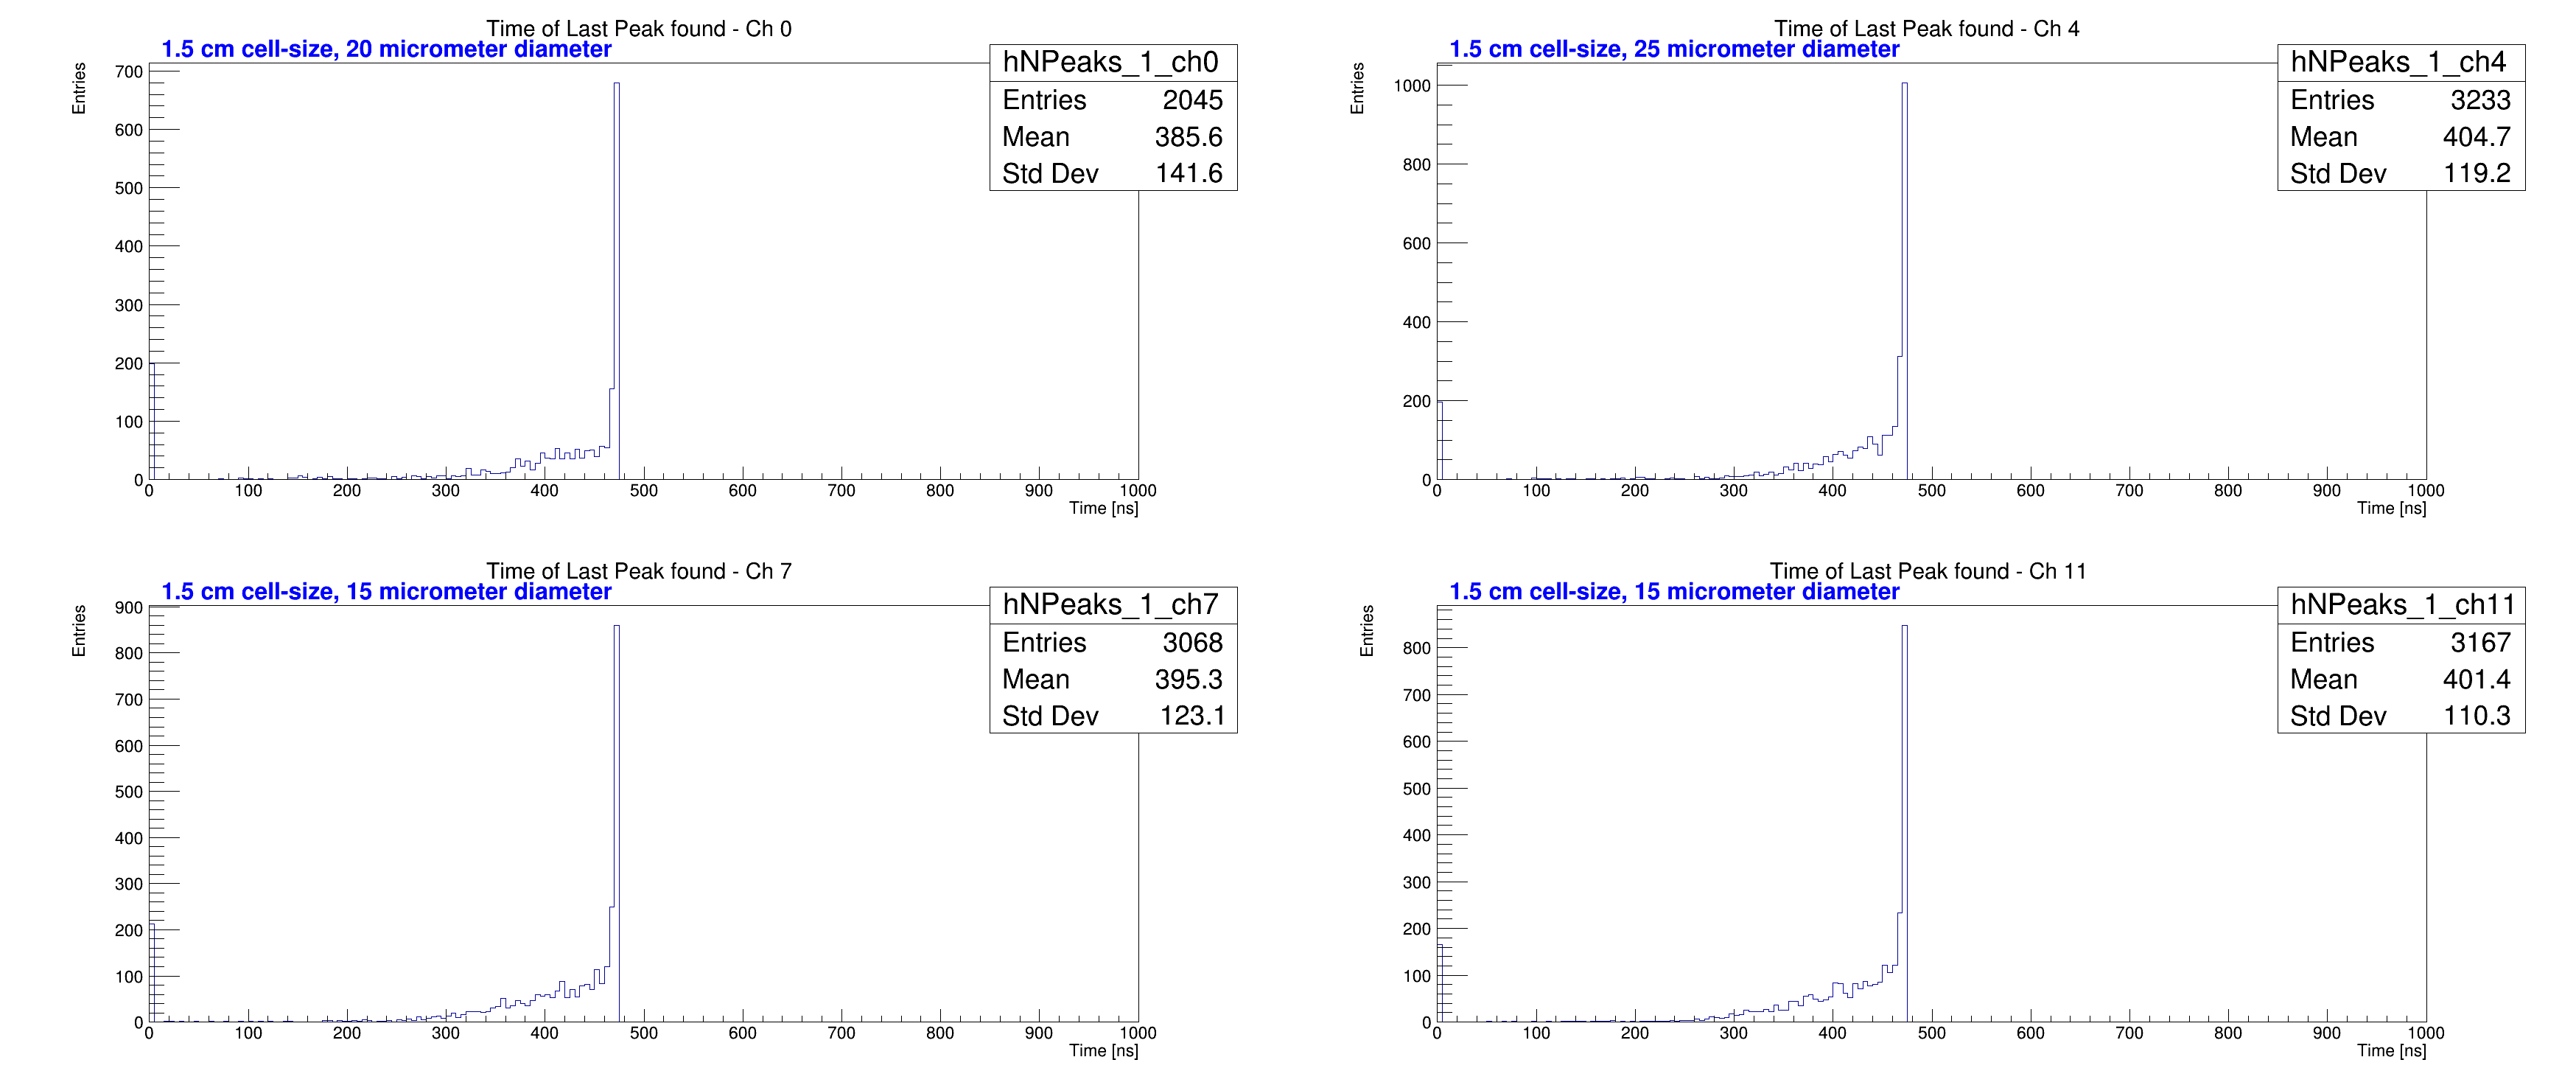 Time of Last Peak found - Ch 0
1.5 cm cell-size, 20 micrometer diameter
Entries
hNPeaks_1_ch0
Entries 2045
Mean 385.6
Std Dev 141.6
700
600
500
400
300
200
100
0
0 100 200 300 400 500 600 700 800 900 1000
Time [ns]
Time of Last Peak found - Ch 4
1.5 cm cell-size, 25 micrometer diameter
Entries
hNPeaks_1_ch4
Entries 3233
Mean 404.7
Std Dev 119.2
1000
800
600
400
200
0
0 100 200 300 400 500 600 700 800 900 1000
Time [ns]
Time of Last Peak found - Ch 7
1.5 cm cell-size, 15 micrometer diameter
Entries
hNPeaks_1_ch7
Entries 3068
Mean 395.3
Std Dev 123.1
900
800
700
600
500
400
300
200
100
0
0 100 200 300 400 500 600 700 800 900 1000
Time [ns]
Time of Last Peak found - Ch 11
1.5 cm cell-size, 15 micrometer diameter
Entries
hNPeaks_1_ch11
Entries 3167
Mean 401.4
Std Dev 110.3
800
700
600
500
400
300
200
100
0
0 100 200 300 400 500 600 700 800 900 1000
Time [ns]